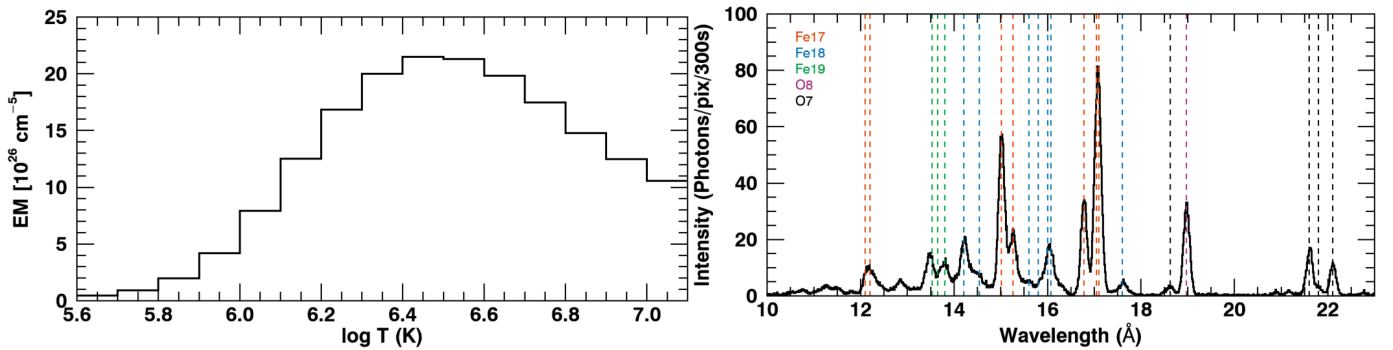 25
20
15
10
5
0
EM [10²⁶ cm⁻⁵]
5.6 5.8 6.0 6.2 6.4 6.6 6.8 7.0
log T (K)
100
80
60
40
20
0
Intensity (Photons/pix/300s)
Fe17
Fe18
Fe19
O8
O7
10 12 14 16 18 20 22
Wavelength (Å)